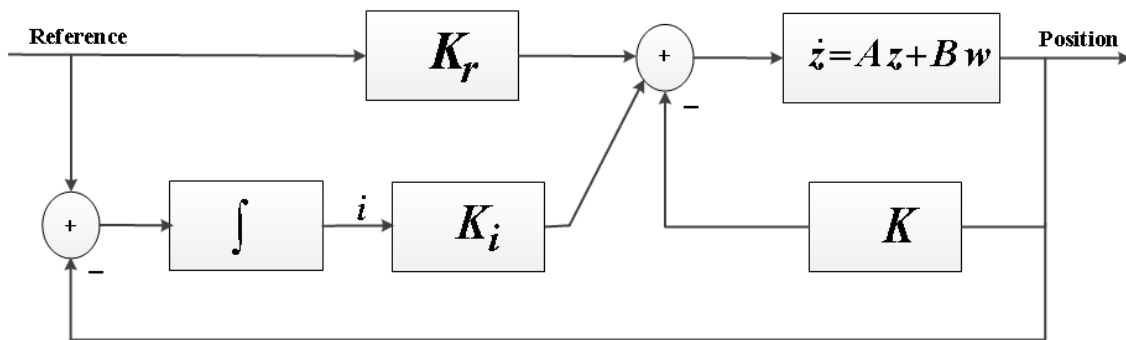 Reference
K_r
+
ż=Az+Bw
Position
−
+
∫
i
K_i
K
−